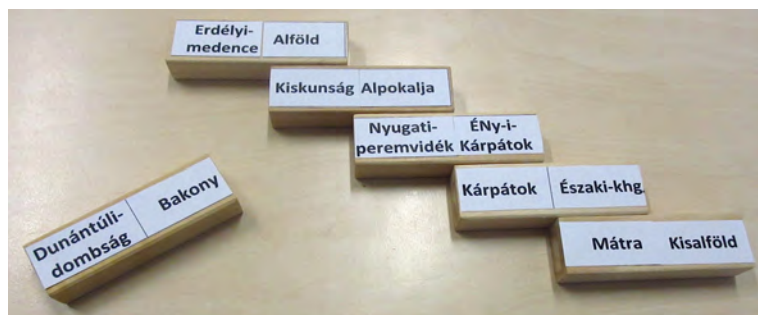 Erdélyi-
medence
Alföld
Kiskunság
Alpokalja
Nyugati-
peremvidék
ÉNy-i-
Kárpátok
Kárpátok
Északi-khg.
Mátra
Kisalföld
Dunántúli-
dombság
Bakony